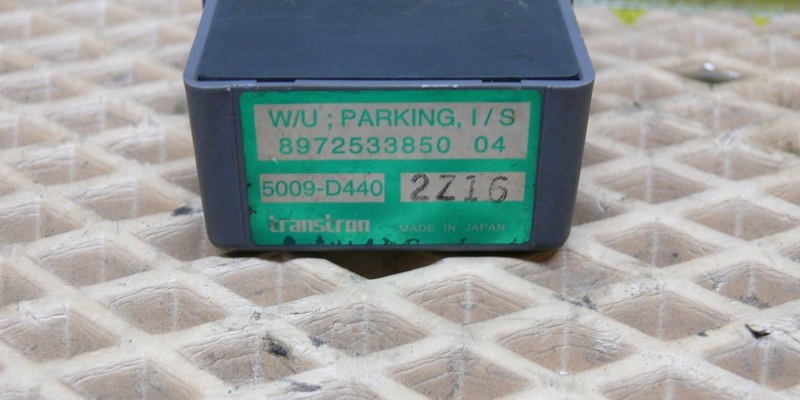 W/U ; PARKING, I / S
8972533850 04
5009-D440 2Z16
transtron MADE IN JAPAN